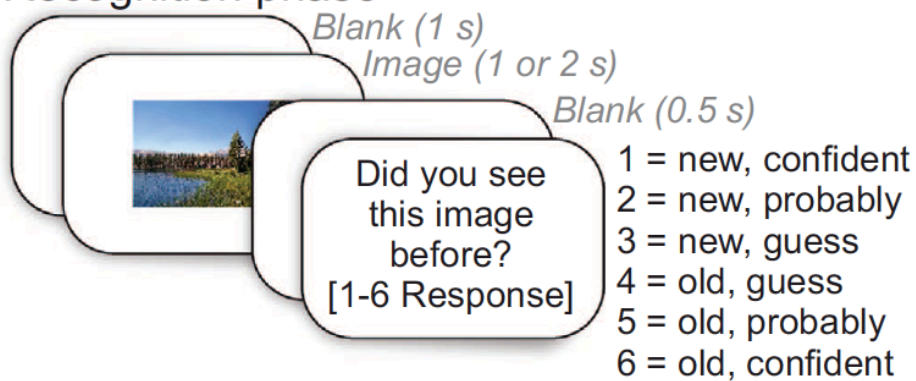 Blank (1 s)
Image (1 or 2 s)
Blank (0.5 s)
Did you see
this image
before?
[1-6 Response]
1 = new, confident
2 = new, probably
3 = new, guess
4 = old, guess
5 = old, probably
6 = old, confident